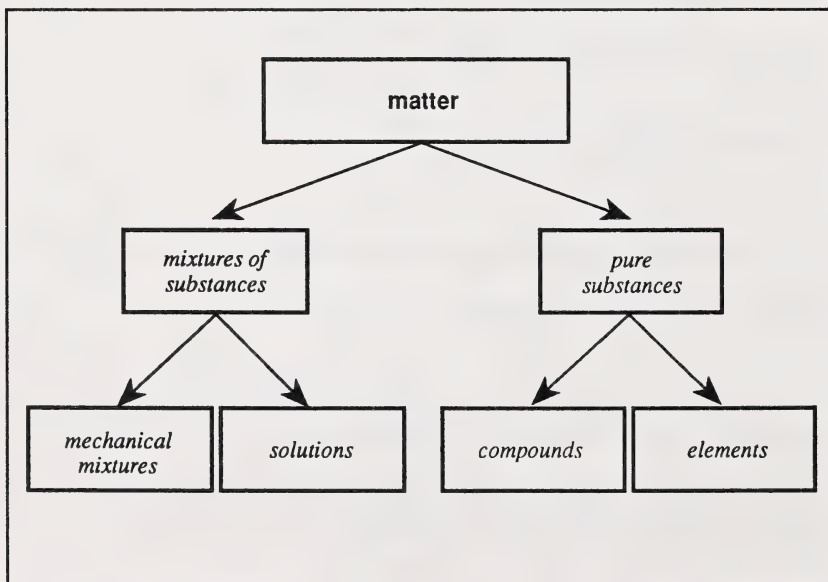 matter
mixtures of
substances
pure
substances
mechanical
mixtures
solutions
compounds
elements